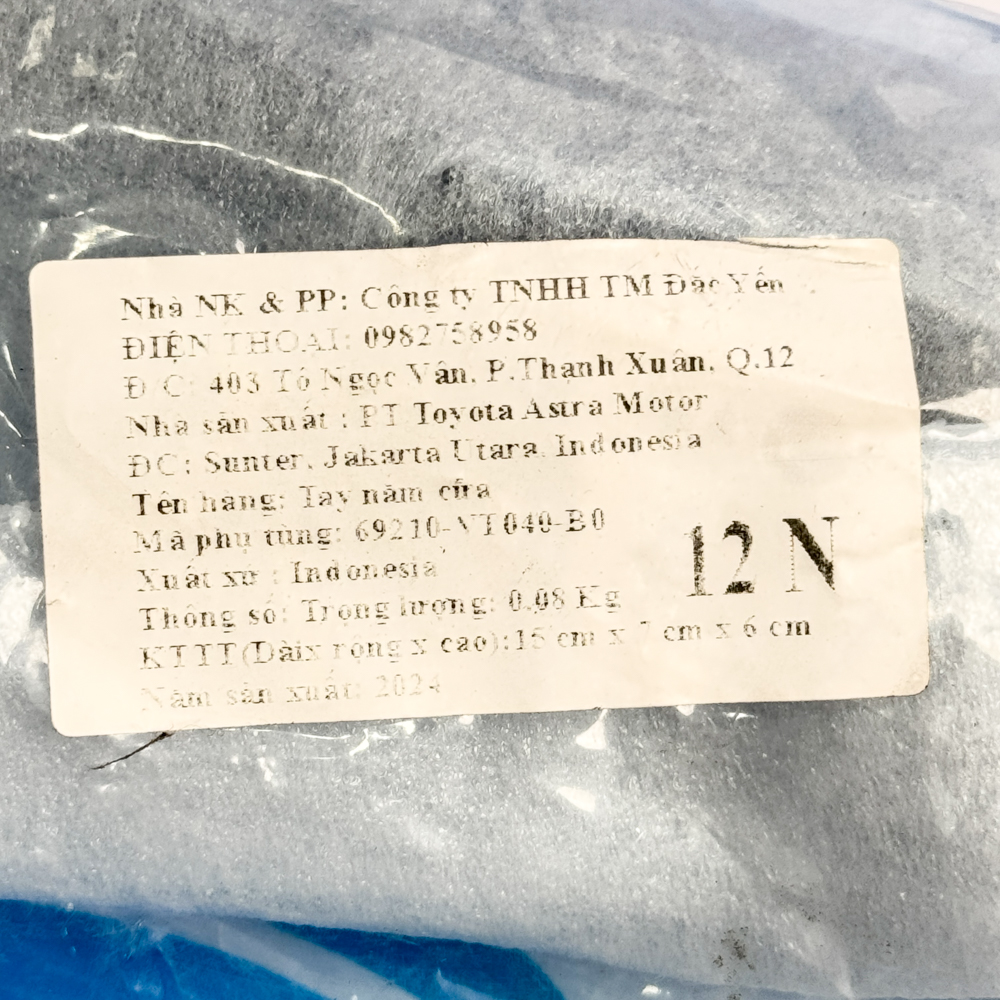 Nhà NK & PP: Công ty TNHH TM Đắc Yến
ĐIỆN THOẠI: 0982758958
Đ/C: 403 Tô Ngọc Vân, P.Thạnh Xuân, Q.12
Nhà sản xuất : PT Toyota Astra Motor
ĐC: Sunter, Jakarta Utara, Indonesia
Tên hàng: Tay nắm cửa
Mã phụ tùng: 69210-VT040-B0
Xuất xứ : Indonesia
12 N
Thông số: Trọng lượng: 0.08 Kg
KTTT(Dàix rộng x cao):15 cm x 7 cm x 6 cm
Năm sản xuất: 2024